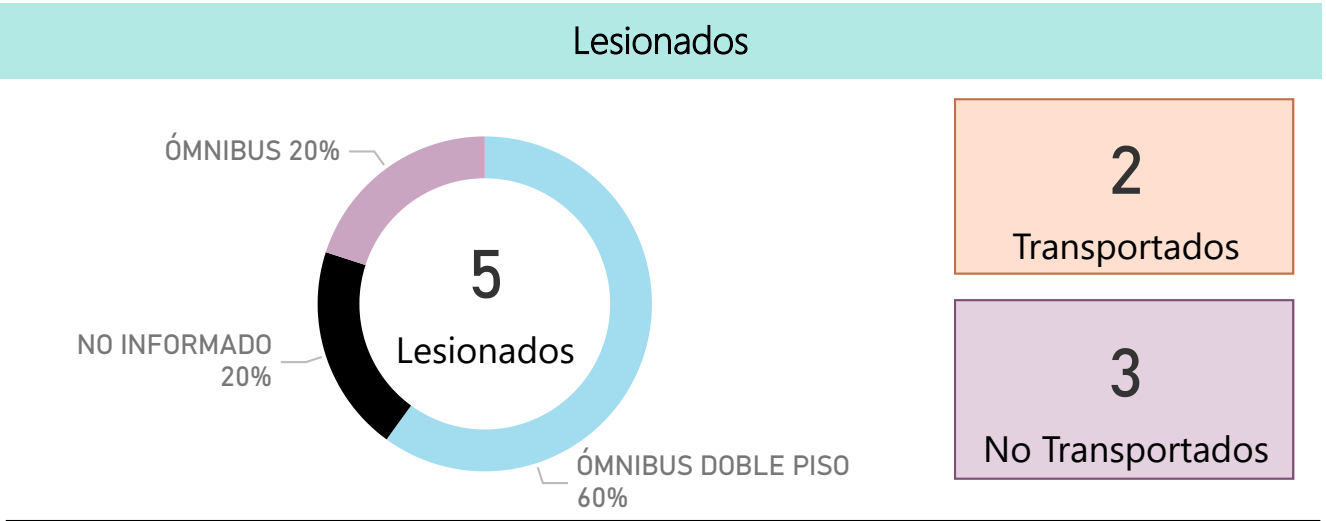 Lesionados
ÓMNIBUS 20%
NO INFORMADO
20%
5
Lesionados
ÓMNIBUS DOBLE PISO
60%
2
Transportados
3
No Transportados